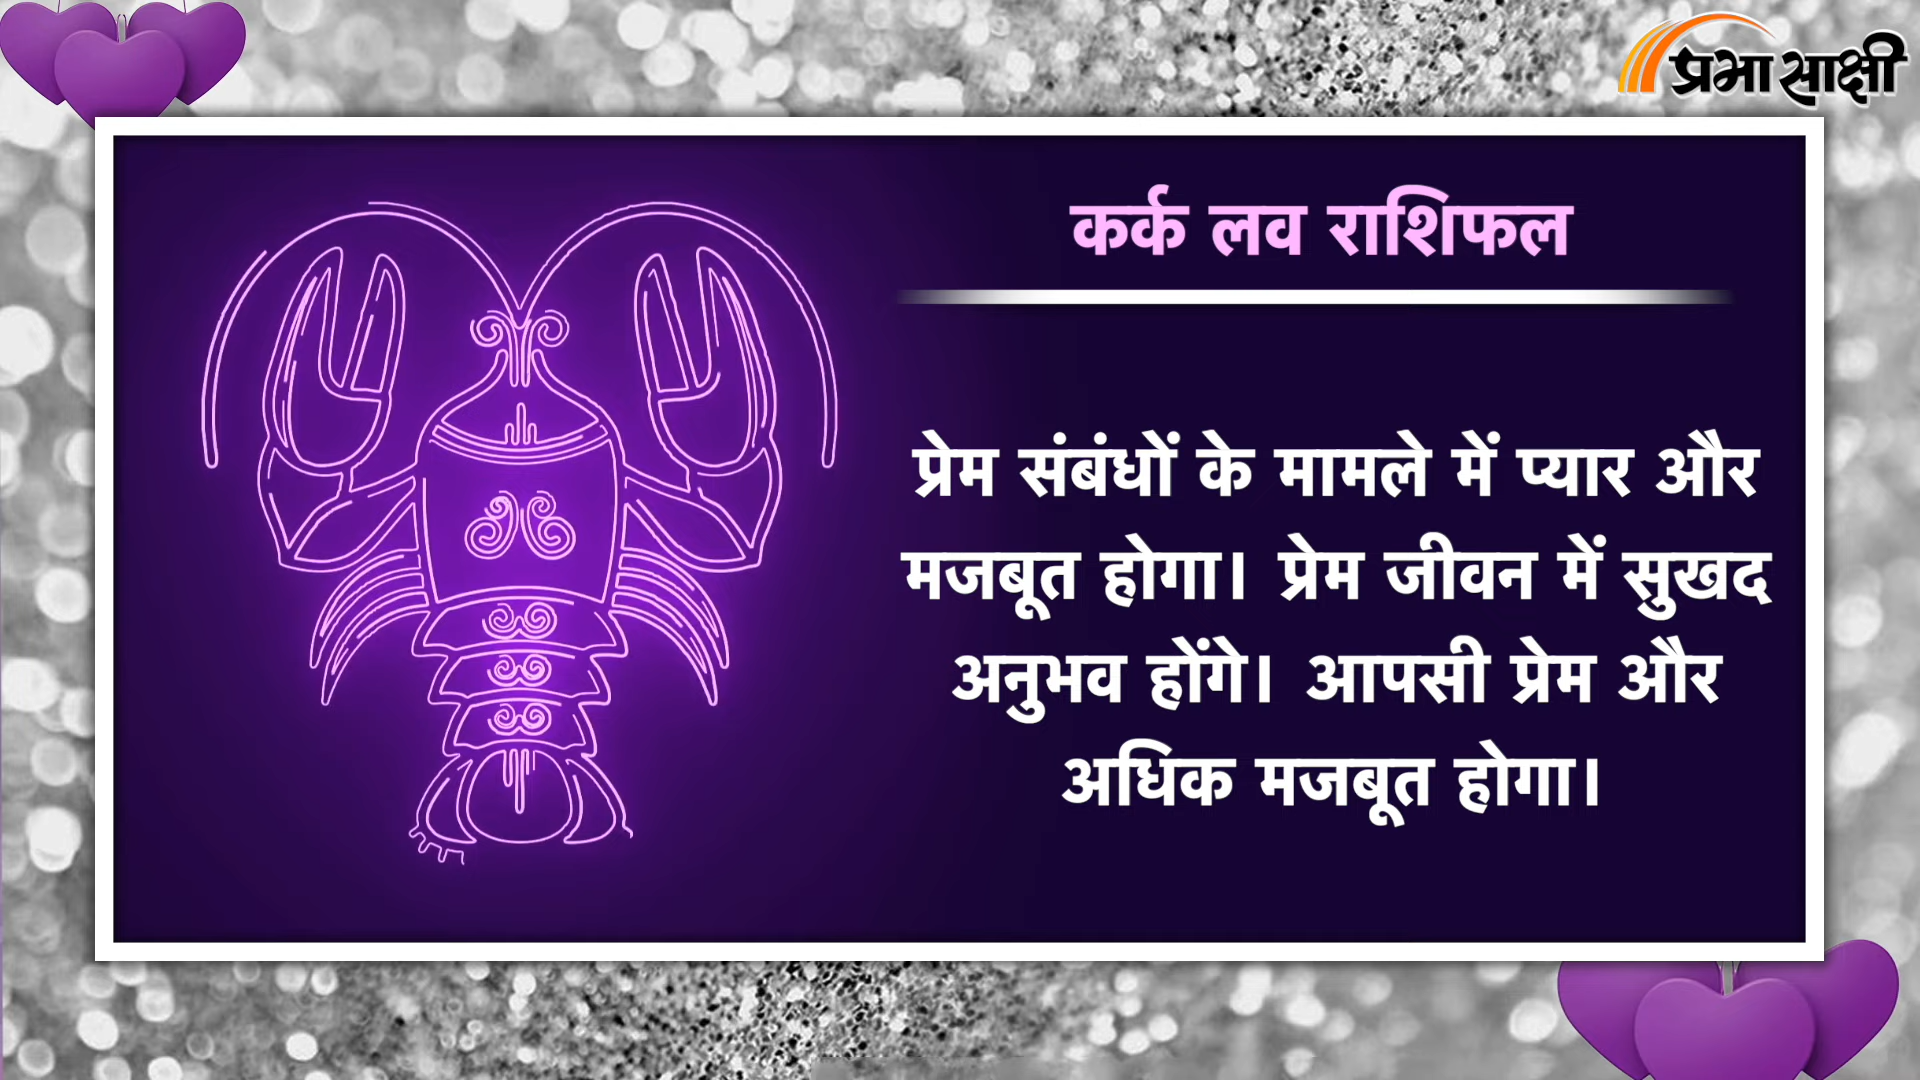 प्रभासाक्षी
कर्क लव राशिफल
प्रेम संबंधों के मामले में प्यार और
मजबूत होगा। प्रेम जीवन में सुखद
अनुभव होंगे। आपसी प्रेम और
अधिक मजबूत होगा।